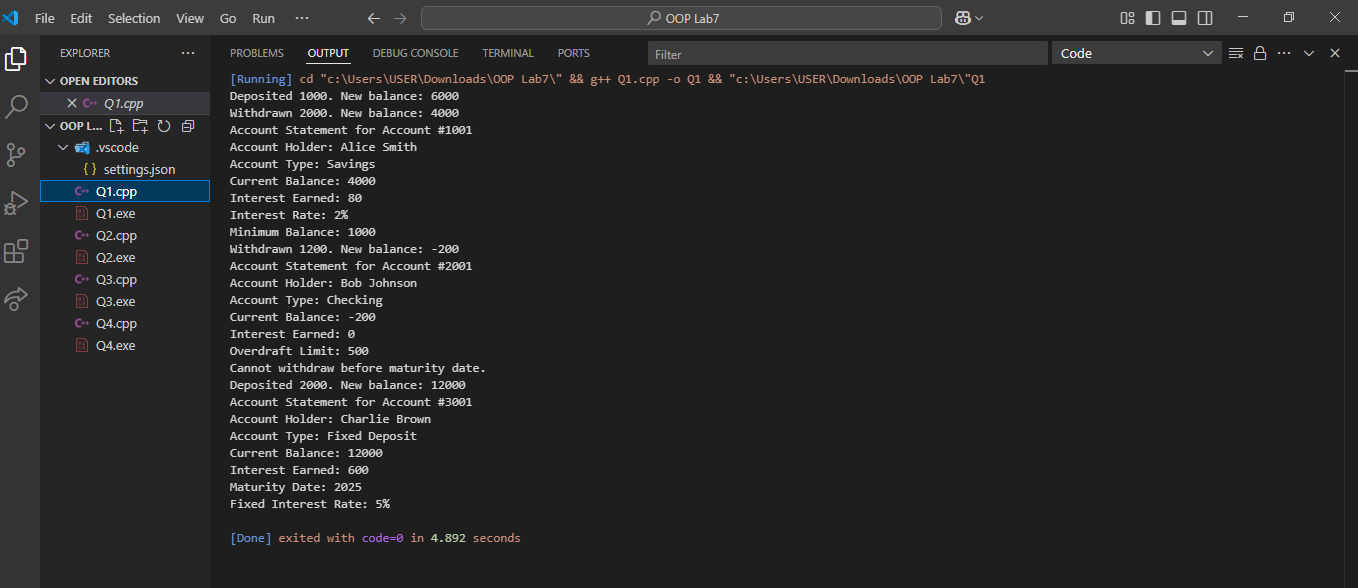 File Edit Selection View Go Run ··· OOP Lab7
EXPLORER ···
OPEN EDITORS
Q1.cpp
OOP L...
.vscode
{ } settings.json
Q1.cpp
Q1.exe
Q2.cpp
Q2.exe
Q3.cpp
Q3.exe
Q4.cpp
Q4.exe
PROBLEMS OUTPUT DEBUG CONSOLE TERMINAL PORTS Filter Code
[Running] cd "c:\Users\USER\Downloads\OOP Lab7\" && g++ Q1.cpp -o Q1 && "c:\Users\USER\Downloads\OOP Lab7\"Q1
Deposited 1000. New balance: 6000
Withdrawn 2000. New balance: 4000
Account Statement for Account #1001
Account Holder: Alice Smith
Account Type: Savings
Current Balance: 4000
Interest Earned: 80
Interest Rate: 2%
Minimum Balance: 1000
Withdrawn 1200. New balance: -200
Account Statement for Account #2001
Account Holder: Bob Johnson
Account Type: Checking
Current Balance: -200
Interest Earned: 0
Overdraft Limit: 500
Cannot withdraw before maturity date.
Deposited 2000. New balance: 12000
Account Statement for Account #3001
Account Holder: Charlie Brown
Account Type: Fixed Deposit
Current Balance: 12000
Interest Earned: 600
Maturity Date: 2025
Fixed Interest Rate: 5%
[Done] exited with code=0 in 4.892 seconds